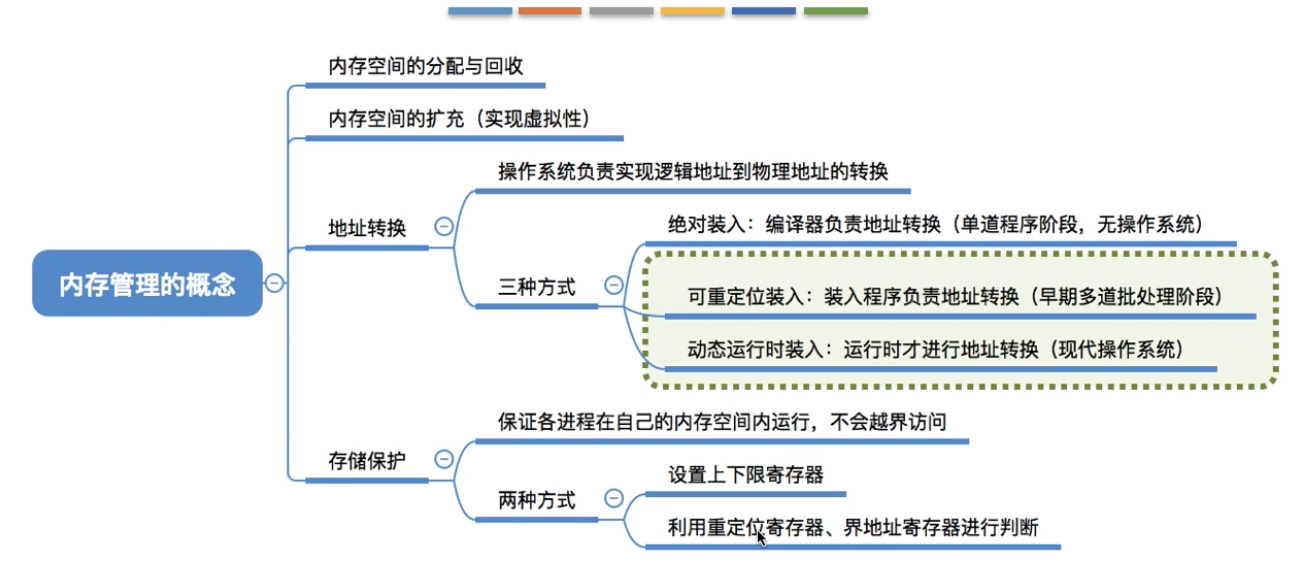 内存空间的分配与回收
内存空间的扩充（实现虚拟性）
操作系统负责实现逻辑地址到物理地址的转换
地址转换
绝对装入：编译器负责地址转换（单道程序阶段，无操作系统）
内存管理的概念
三种方式
可重定位装入：装入程序负责地址转换（早期多道批处理阶段）
动态运行时装入：运行时才进行地址转换（现代操作系统）
保证各进程在自己的内存空间内运行，不会越界访问
存储保护
设置上下限寄存器
两种方式
利用重定位寄存器、界地址寄存器进行判断